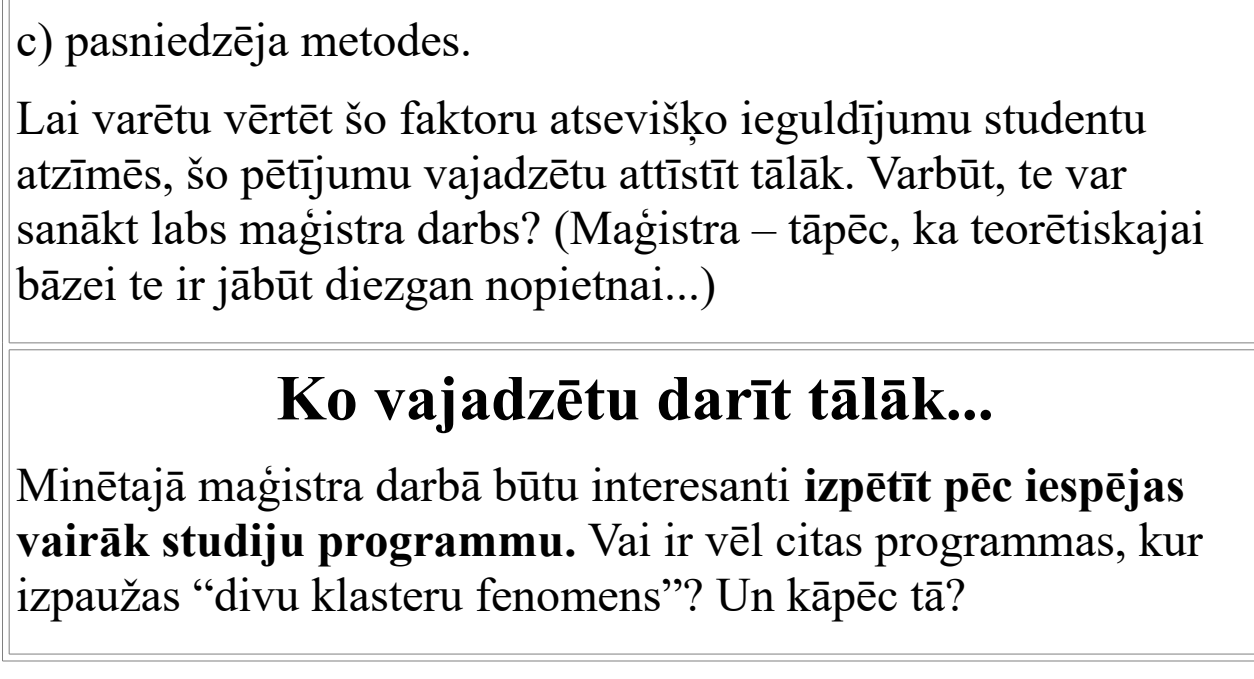 c) pasniedzēja metodes.
Lai varētu vērtēt šo faktoru atsevišķo ieguldījumu studentu
atzīmēs, šo pētījumu vajadzētu attīstīt tālāk. Varbūt, te var
sanākt labs maģistra darbs? (Maģistra – tāpēc, ka teorētiskajai
bāzei te ir jābūt diezgan nopietnai...)
Ko vajadzētu darīt tālāk...
Minētajā maģistra darbā būtu interesanti izpētīt pēc iespējas
vairāk studiju programmu. Vai ir vēl citas programmas, kur
izpaužas “divu klasteru fenomens”? Un kāpēc tā?